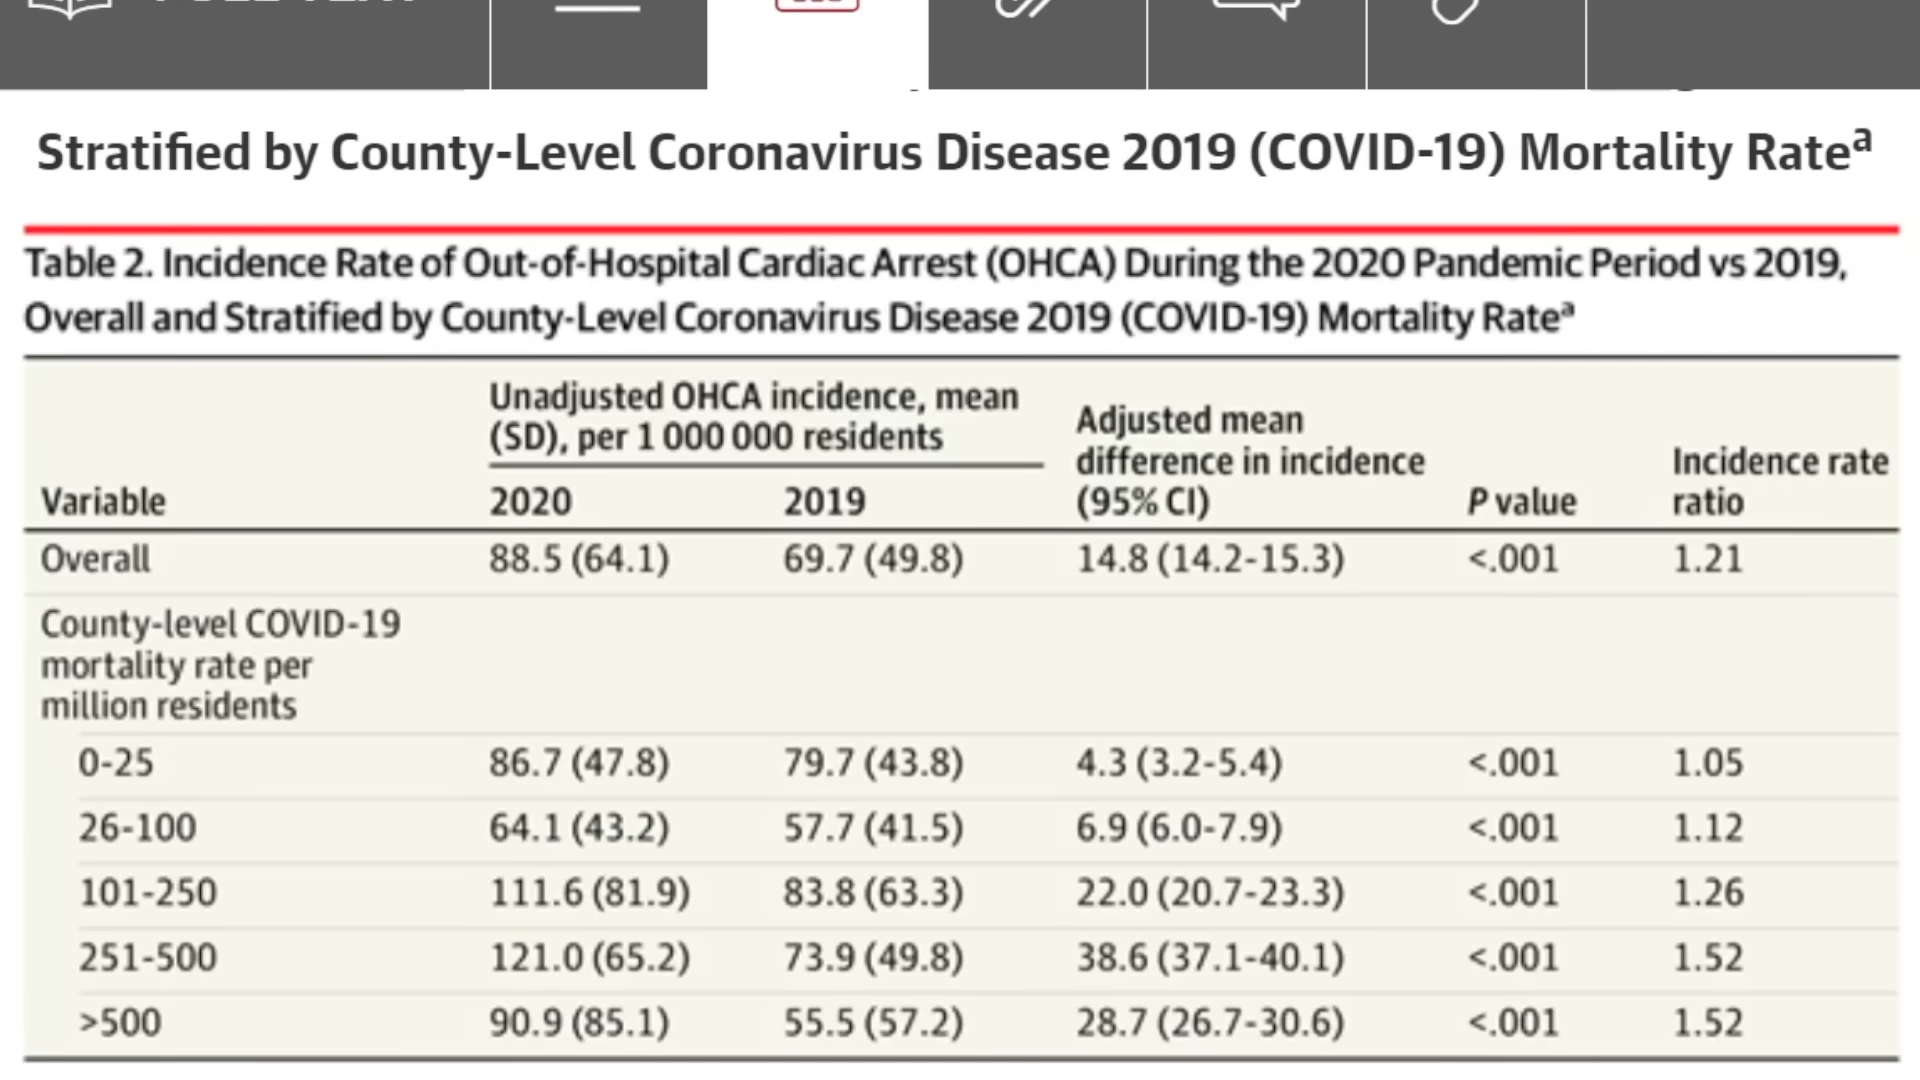 Stratified by County-Level Coronavirus Disease 2019 (COVID-19) Mortality Rateª
Table 2. Incidence Rate of Out-of-Hospital Cardiac Arrest (OHCA) During the 2020 Pandemic Period vs 2019,
Overall and Stratified by County-Level Coronavirus Disease 2019 (COVID-19) Mortality Rateª
Unadjusted OHCA incidence, mean
(SD), per 1 000 000 residents
Adjusted mean
difference in incidence
(95% CI)
Incidence rate
ratio
Variable 2020 2019 P value
Overall 88.5 (64.1) 69.7 (49.8) 14.8 (14.2-15.3) <.001 1.21
County-level COVID-19
mortality rate per
million residents
0-25 86.7 (47.8) 79.7 (43.8) 4.3 (3.2-5.4) <.001 1.05
26-100 64.1 (43.2) 57.7 (41.5) 6.9 (6.0-7.9) <.001 1.12
101-250 111.6 (81.9) 83.8 (63.3) 22.0 (20.7-23.3) <.001 1.26
251-500 121.0 (65.2) 73.9 (49.8) 38.6 (37.1-40.1) <.001 1.52
>500 90.9 (85.1) 55.5 (57.2) 28.7 (26.7-30.6) <.001 1.52